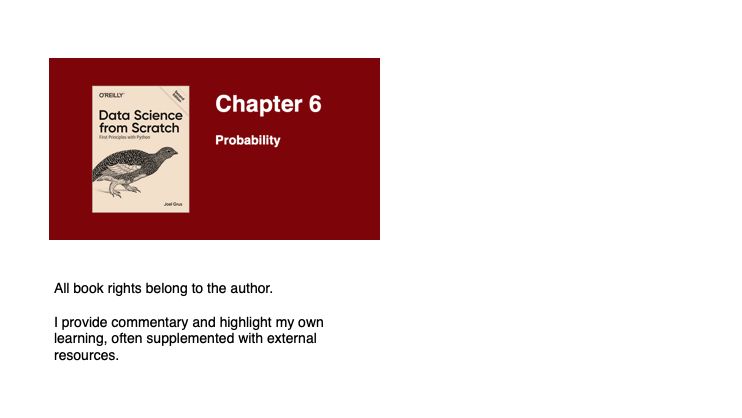 O'REILLY
Data Science
from Scratch
First Principles with Python
Joel Grus
Chapter 6
Probability
All book rights belong to the author.
I provide commentary and highlight my own
learning, often supplemented with external
resources.